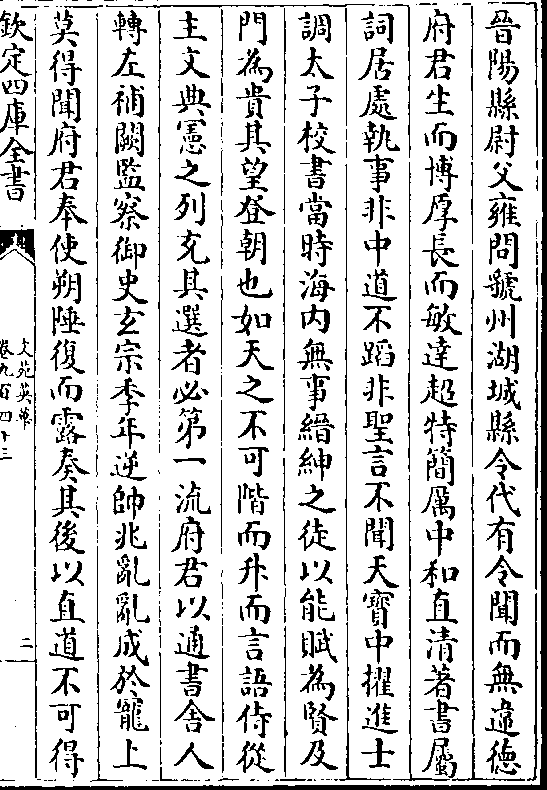 晉陽縣尉父雍問虢州湖城縣令代有令聞而無違德
府君生而博厚長而敏達超特簡厲中和直清著書屬
詞居處執事非中道不蹈非聖言不聞天寶中擢進士
調太子校書當時海内無事縉紳之徒以能賦為賢及
門為貴其望登朝也如天之不可階而升而言語侍從
主文典憲之列充其選者必第一流府君以通書舍人
轉左補闕監察御史玄宗季年逆帥兆亂亂成於寵上
莫得聞府君奉使朔陲復而露奏其後以直道不可得
欽定四庫全書
文苑英華
卷九百四十三
二